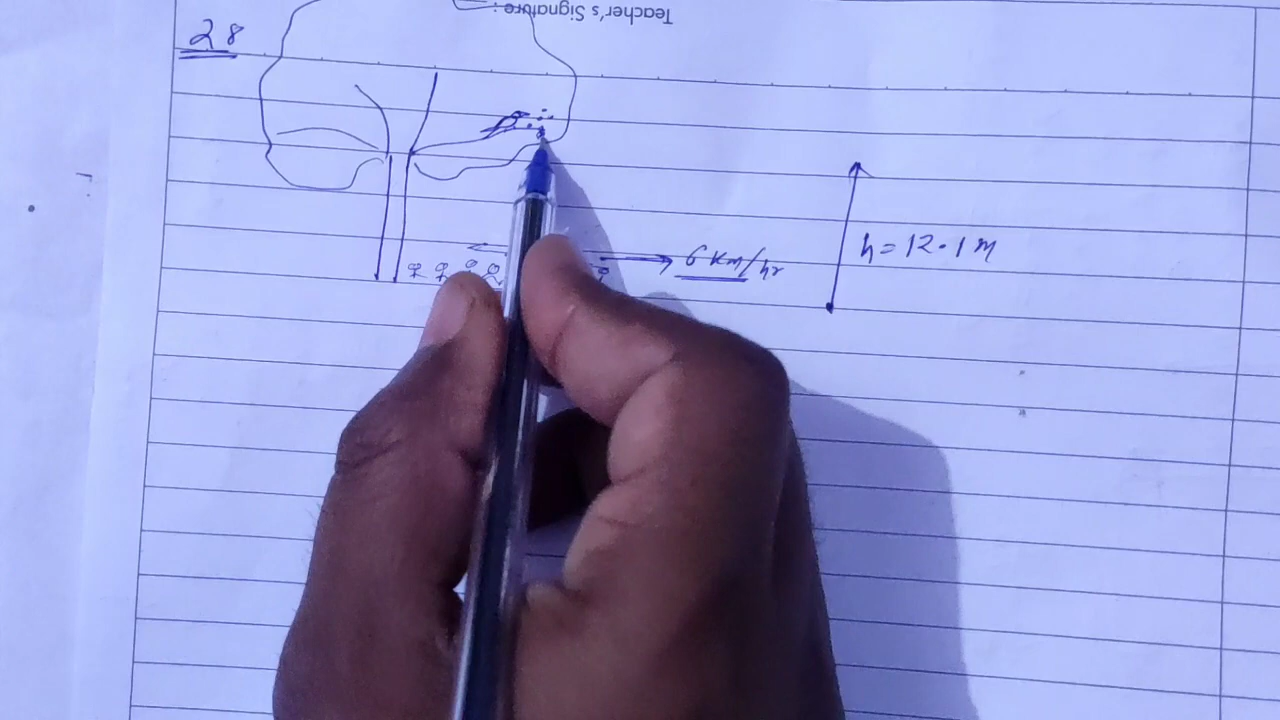 Teacher's Signature :
28
6 km/hr
h = 12.1 m